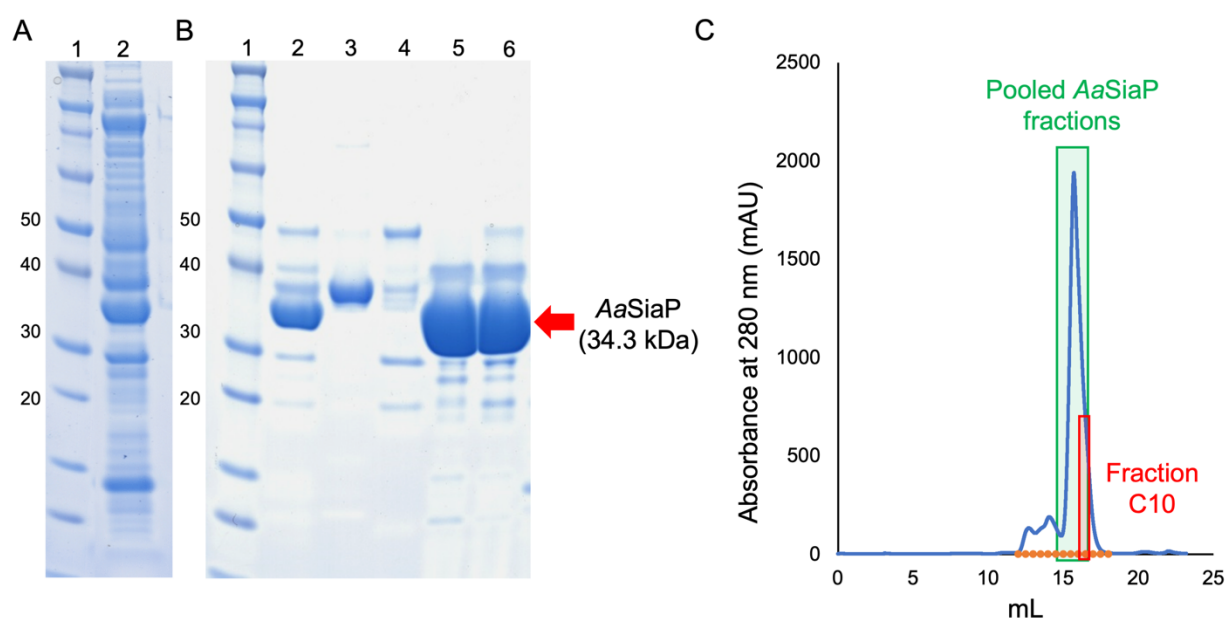 A
1 2
50
40
30
20
B
1 2 3 4 5 6
50
40
30
20
AaSiaP
(34.3 kDa)
C
Absorbance at 280 nm (mAU)
2500
2000
1500
1000
500
0
Pooled AaSiaP
fractions
Fraction
C10
0 5 10 15 20 25
mL